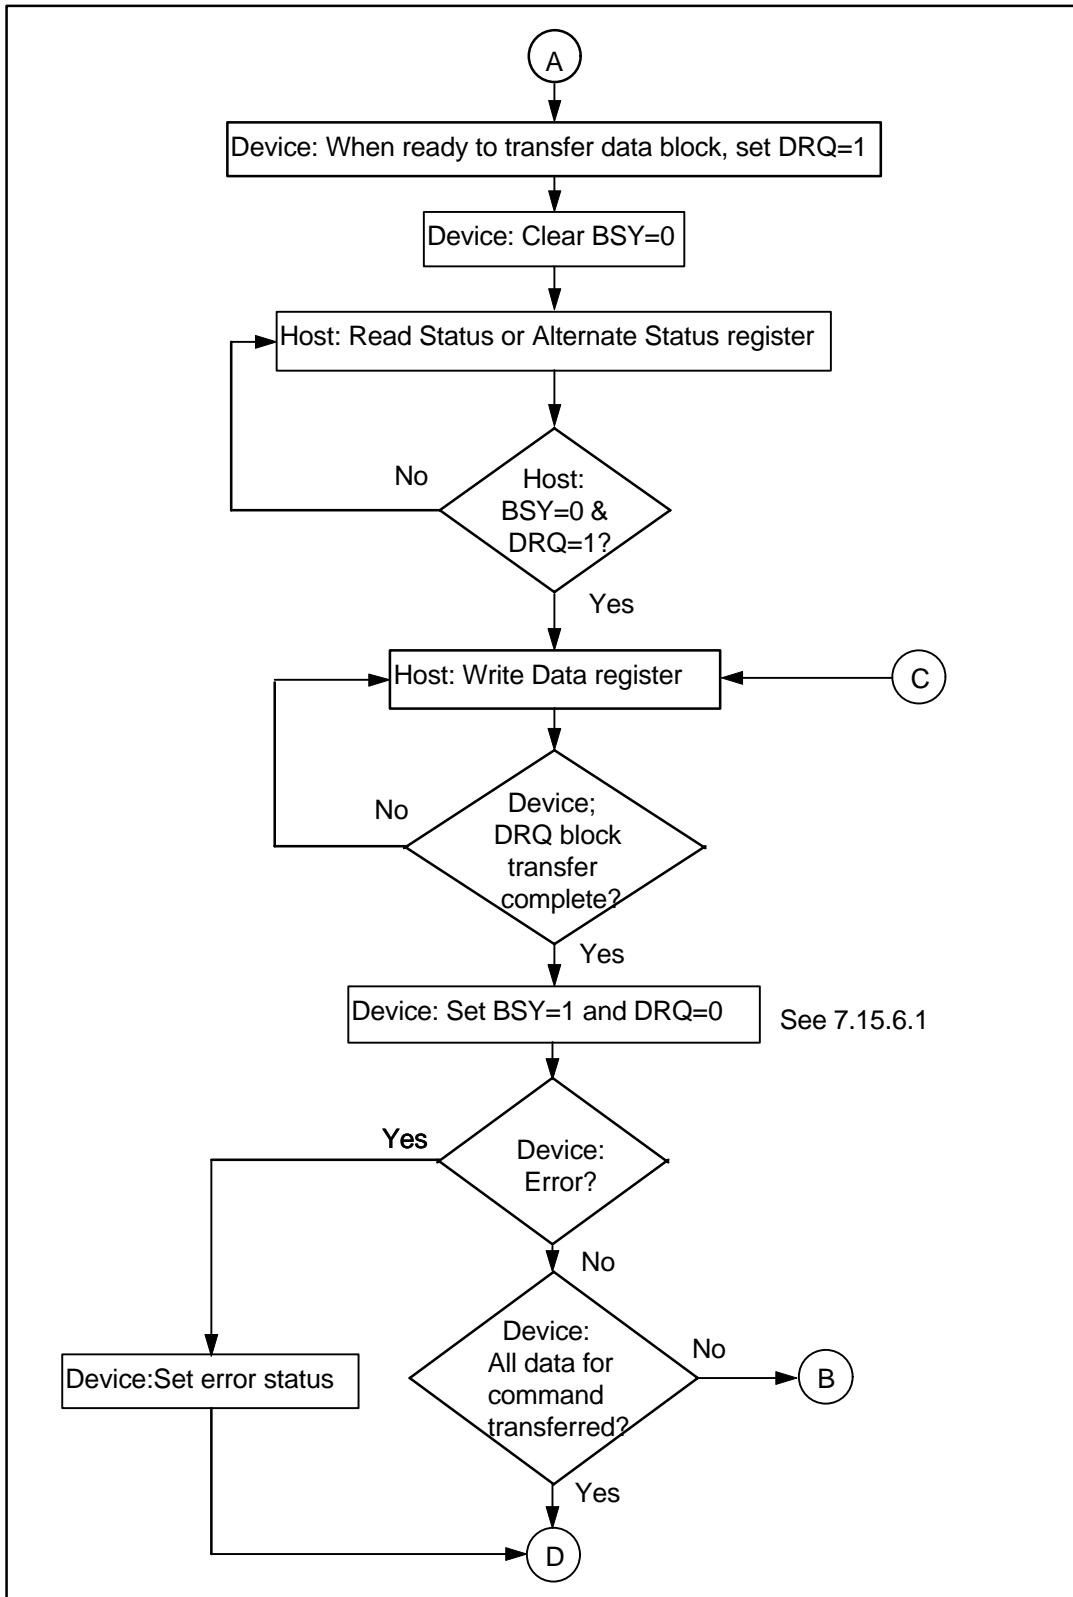 A
Device: When ready to transfer data block, set DRQ=1
Device: Clear BSY=0
Host: Read Status or Alternate Status register
No
Host:
BSY=0 &
DRQ=1?
Yes
Host: Write Data register
C
No
Device;
DRQ block
transfer
complete?
Yes
Device: Set BSY=1 and DRQ=0
See 7.15.6.1
Yes
Device:
Error?
No
Device:
All data for
command
transferred?
No
B
Device:Set error status
Yes
D